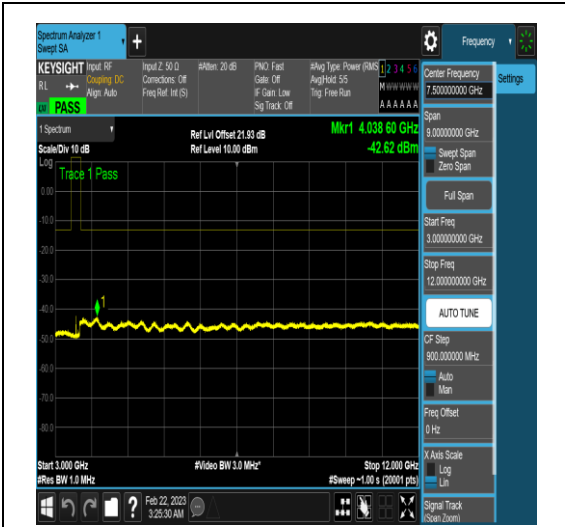 Spectrum Analyzer 1
Swept SA
+
Frequency
KEYSIGHT
RL
PASS
Input: RF
Coupling: DC
Align: Auto
Input Z: 50 Ω
Corrections: Off
Freq Ref: Int (S)
#Atten: 20 dB
PNO: Fast
Gate: Off
IF Gain: Low
Sig Track: Off
#Avg Type: Power (RMS
Avg|Hold: 5/5
Trig: Free Run
1 2 3 4 5 6
M w w w w w
A A A A A A
Center Frequency
7.500000000 GHz
Settings
Span
9.00000000 GHz
Swept Span
Zero Span
Full Span
Start Freq
3.000000000 GHz
Stop Freq
12.000000000 GHz
AUTO TUNE
CF Step
900.000000 MHz
Auto
Man
Freq Offset
0 Hz
X Axis Scale
Log
Lin
Signal Track
(Span Zoom)
1 Spectrum
Scale/Div 10 dB
Ref Lvl Offset 21.93 dB
Ref Level 10.00 dBm
Mkr1 4.038 60 GHz
-42.62 dBm
Log
Trace 1 Pass
0.00
-10.0
-20.0
-30.0
-40.0
-50.0
-60.0
-70.0
-80.0
1
Start 3.000 GHz
#Res BW 1.0 MHz
#Video BW 3.0 MHz*
Stop 12.000 GHz
#Sweep ~1.00 s (20001 pts)
?
Feb 22, 2023
3:25:30 AM